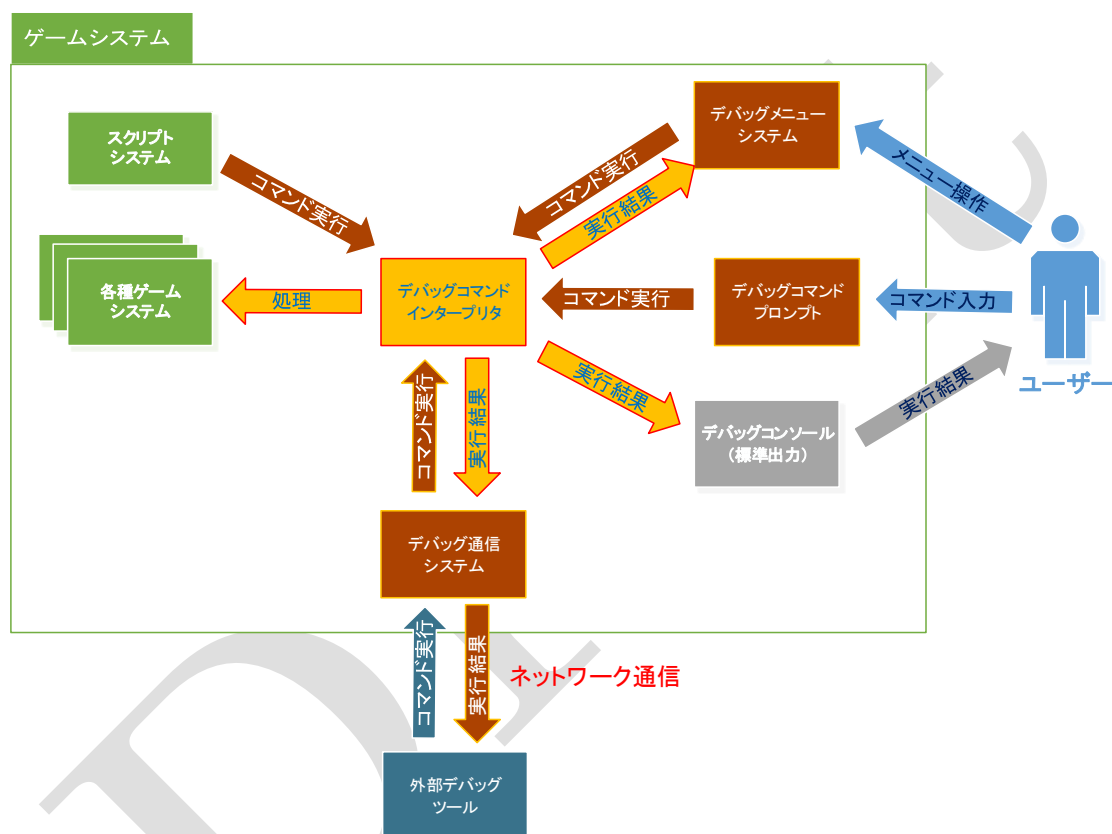 ゲームシステム
スクリプト
システム
コマンド実行
デバッグメニュー
システム
コマンド実行
実行結果
メニュー操作
各種ゲーム
システム
処理
デバッグコマンド
インタープリタ
コマンド実行
デバッグコマンド
プロンプト
コマンド入力
ユーザー
実行結果
デバッグコンソール
(標準出力)
実行結果
コマンド実行
実行結果
デバッグ通信
システム
コマンド実行
実行結果
ネットワーク通信
外部デバッグ
ツール